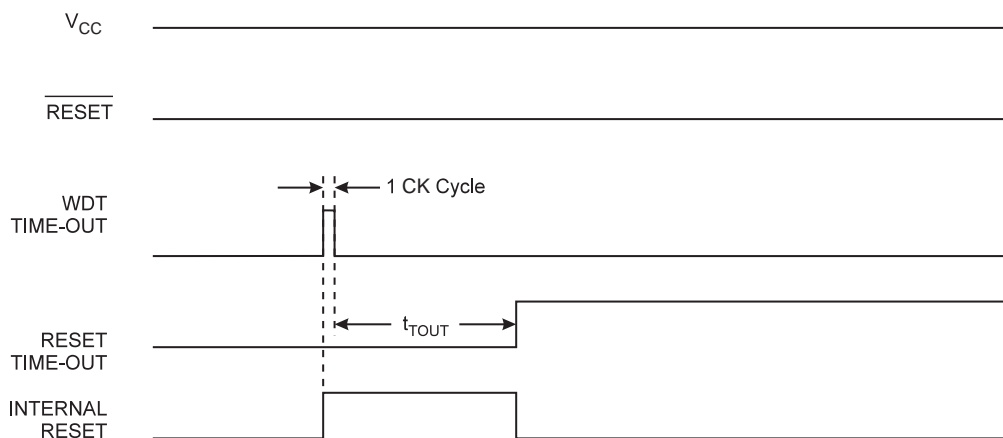 VCC
RESET
1 CK Cycle
WDT
TIME-OUT
tTOUT
RESET
TIME-OUT
INTERNAL
RESET